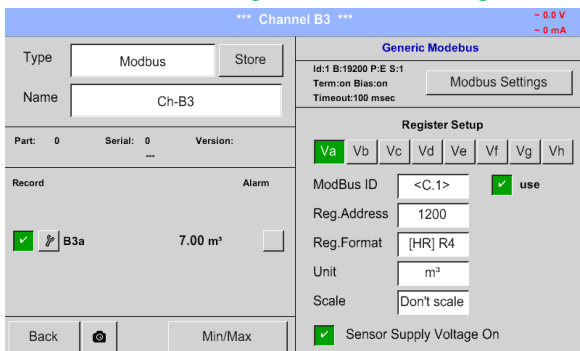 *** Channel B3 ***
~ 0.0 V
~ 0 mA
Type
Modbus
Store
Name
Ch-B3
Part: 0 Serial: 0 Version:
---
Record Alarm
B3a 7.00 m³
Back Min/Max
Generic Modebus
Id:1 B:19200 P:E S:1
Term:on Bias:on
Timeout:100 msec
Modbus Settings
Register Setup
Va Vb Vc Vd Ve Vf Vg Vh
ModBus ID <C.1> use
Reg.Address 1200
Reg.Format [HR] R4
Unit m³
Scale Don't scale
Sensor Supply Voltage On